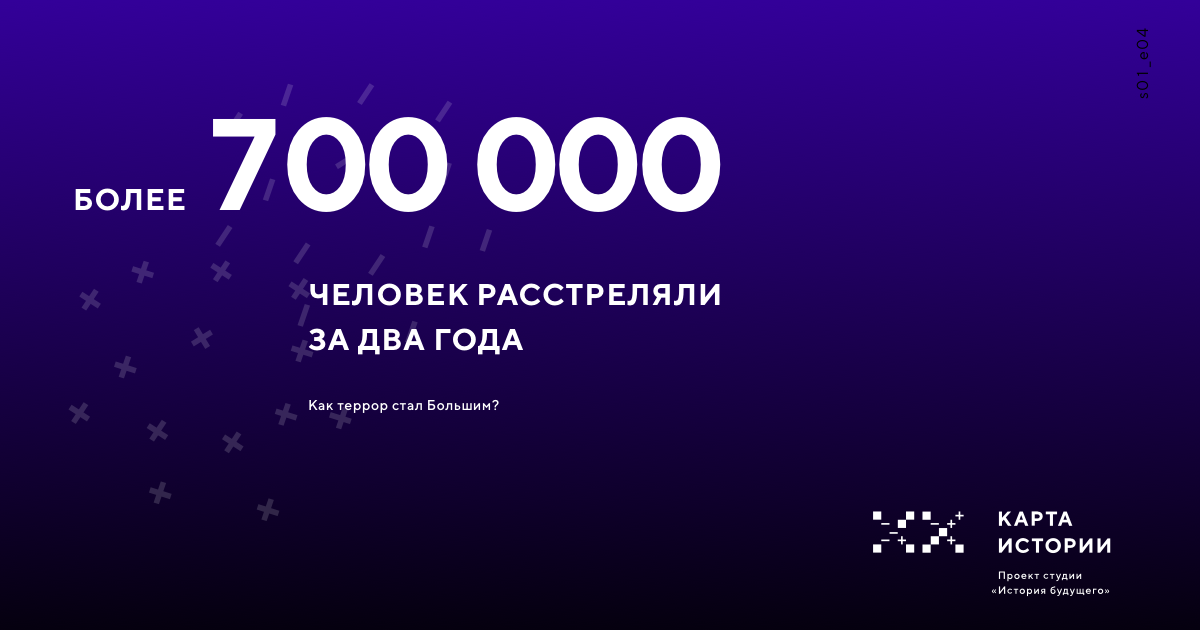 s01_e04
БОЛЕЕ 700 000
ЧЕЛОВЕК РАССТРЕЛЯЛИ
ЗА ДВА ГОДА
Как террор стал Большим?
КАРТА
ИСТОРИИ
Проект студии
«История будущего»